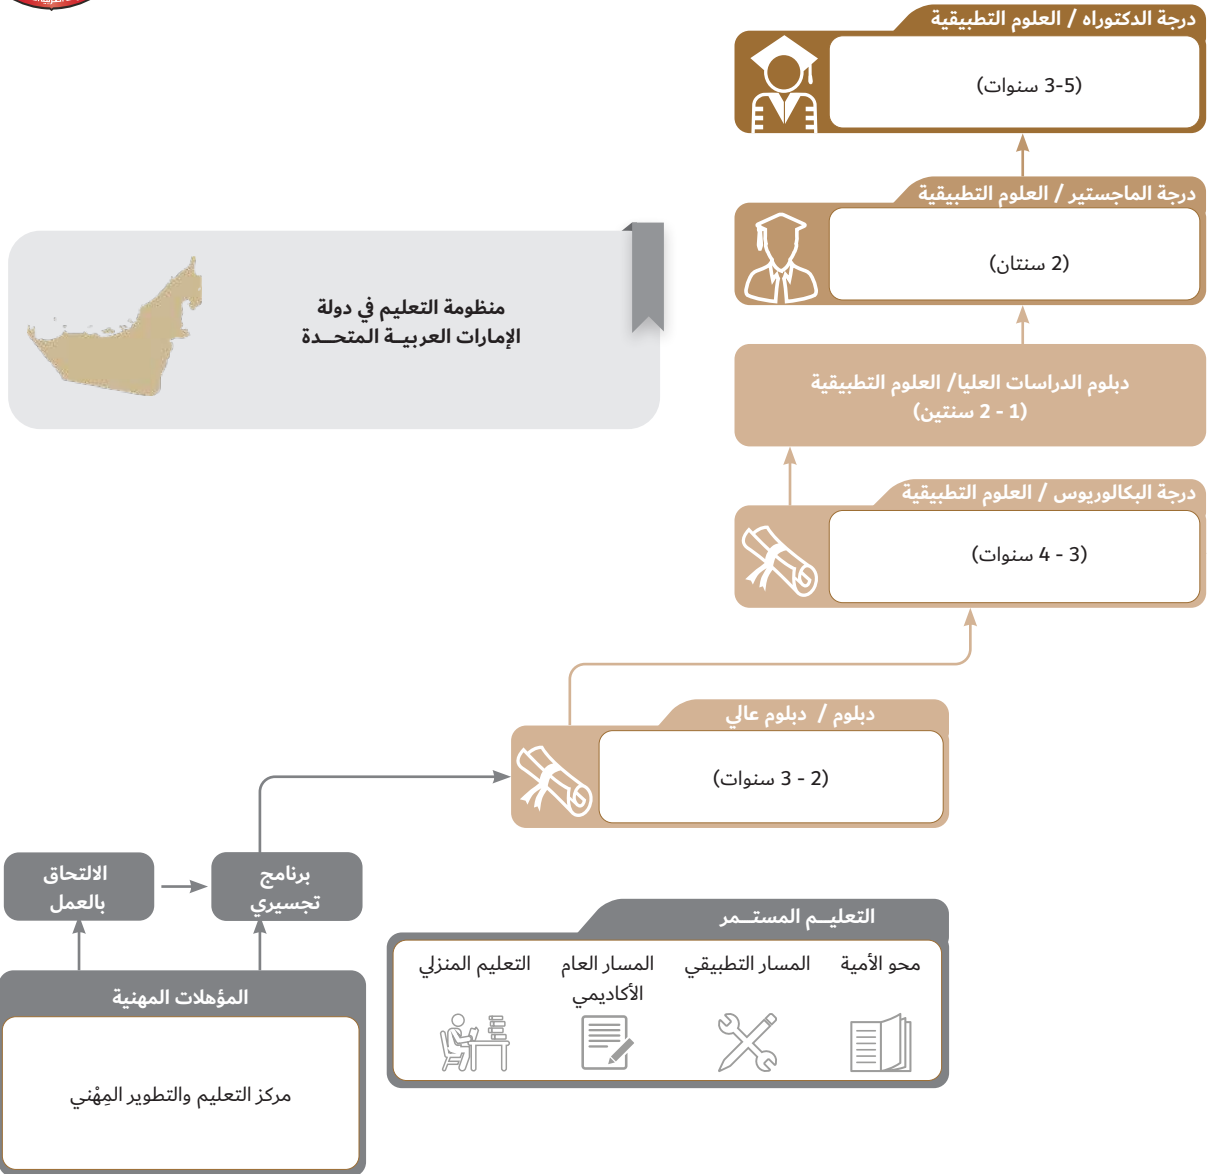 درجة الدكتوراه / العلوم التطبيقية
(3-5 سنوات)
درجة الماجستير / العلوم التطبيقية
(2 سنتان)
منظومة التعليم في دولة
الإمارات العربيــة المتحــدة
دبلوم الدراسات العليا/ العلوم التطبيقية
(1 - 2 سنتين)
درجة البكالوريوس / العلوم التطبيقية
(3 - 4 سنوات)
دبلوم / دبلوم عالي
(2 - 3 سنوات)
برنامج
تجسيري
الالتحاق
بالعمل
التعليــم المستــمر
محو الأمية
المسار التطبيقي
المسار العام
الأكاديمي
التعليم المنزلي
المؤهلات المهنية
مركز التعليم والتطوير المِهْني